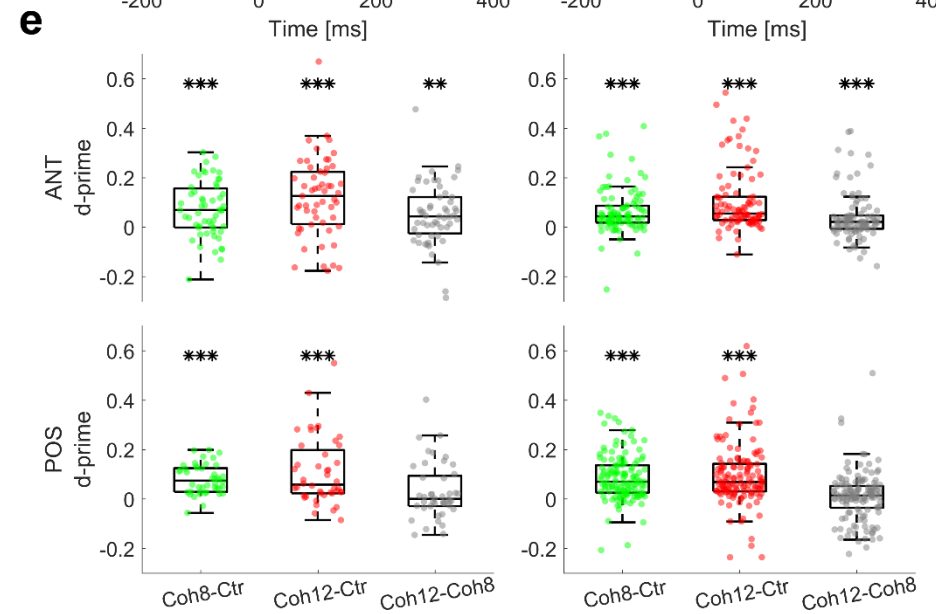 e
-200 0 200 400 -200 0 200 40
Time [ms] Time [ms]
ANT
d-prime
0.6 *** *** ** 0.6 *** *** ***
0.4 0.4
0.2 0.2
0 0
-0.2 -0.2
POS
d-prime
0.6 *** *** 0.6 *** ***
0.4 0.4
0.2 0.2
0 0
-0.2 -0.2
Coh8-Ctr Coh12-Ctr Coh12-Coh8 Coh8-Ctr Coh12-Ctr Coh12-Coh8